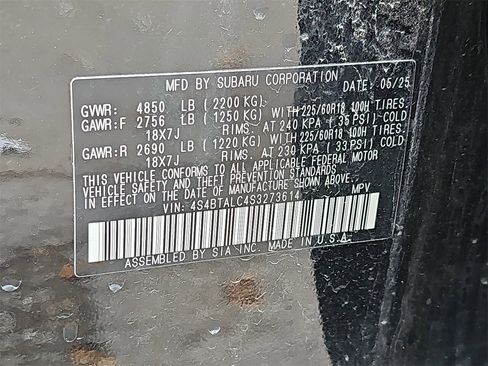 MFD BY SUBARU CORPORATION DATE: 05/25
GVWR: 4850 LB (2200 KG)
GAWR:F 2756 LB (1250 KG) WITH 225/60R18 100H TIRES.
18X7J RIMS. AT 240 KPA (35 PSI) COLD
GAWR:R 2690 LB (1220 KG) WITH 225/60R18 100H TIRES.
18X7J RIMS. AT 230 KPA (33 PSI) COLD
THIS VEHICLE CONFORMS TO ALL APPLICABLE FEDERAL MOTOR
VEHICLE SAFETY AND THEFT PREVENTION STANDARDS
IN EFFECT ON THE DATE OF MANUFACTURE SHOWN ABOVE.
VIN: 4S4BTALC4S3273614 MPV
ASSEMBLED BY SIA INC. MADE IN U.S.A.